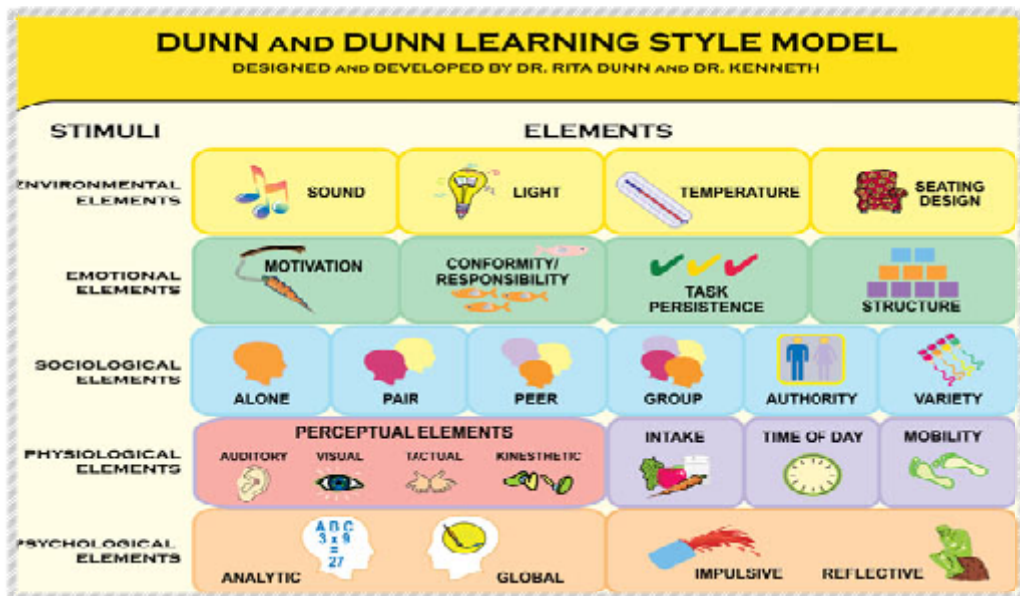 DUNN AND DUNN LEARNING STYLE MODEL
DESIGNED AND DEVELOPED BY DR. RITA DUNN AND DR. KENNETH
STIMULI
ELEMENTS
ENVIRONMENTAL
ELEMENTS
SOUND
LIGHT
TEMPERATURE
SEATING
DESIGN
EMOTIONAL
ELEMENTS
MOTIVATION
CONFORMITY/
RESPONSIBILITY
TASK
PERSISTENCE
STRUCTURE
SOCIOLOGICAL
ELEMENTS
ALONE
PAIR
PEER
GROUP
AUTHORITY
VARIETY
PHYSIOLOGICAL
ELEMENTS
PERCEPTUAL ELEMENTS
AUDITORY
VISUAL
TACTUAL
KINESTHETIC
INTAKE
TIME OF DAY
MOBILITY
PSYCHOLOGICAL
ELEMENTS
A B C
3 x 9
=
27
ANALYTIC
GLOBAL
IMPULSIVE
REFLECTIVE